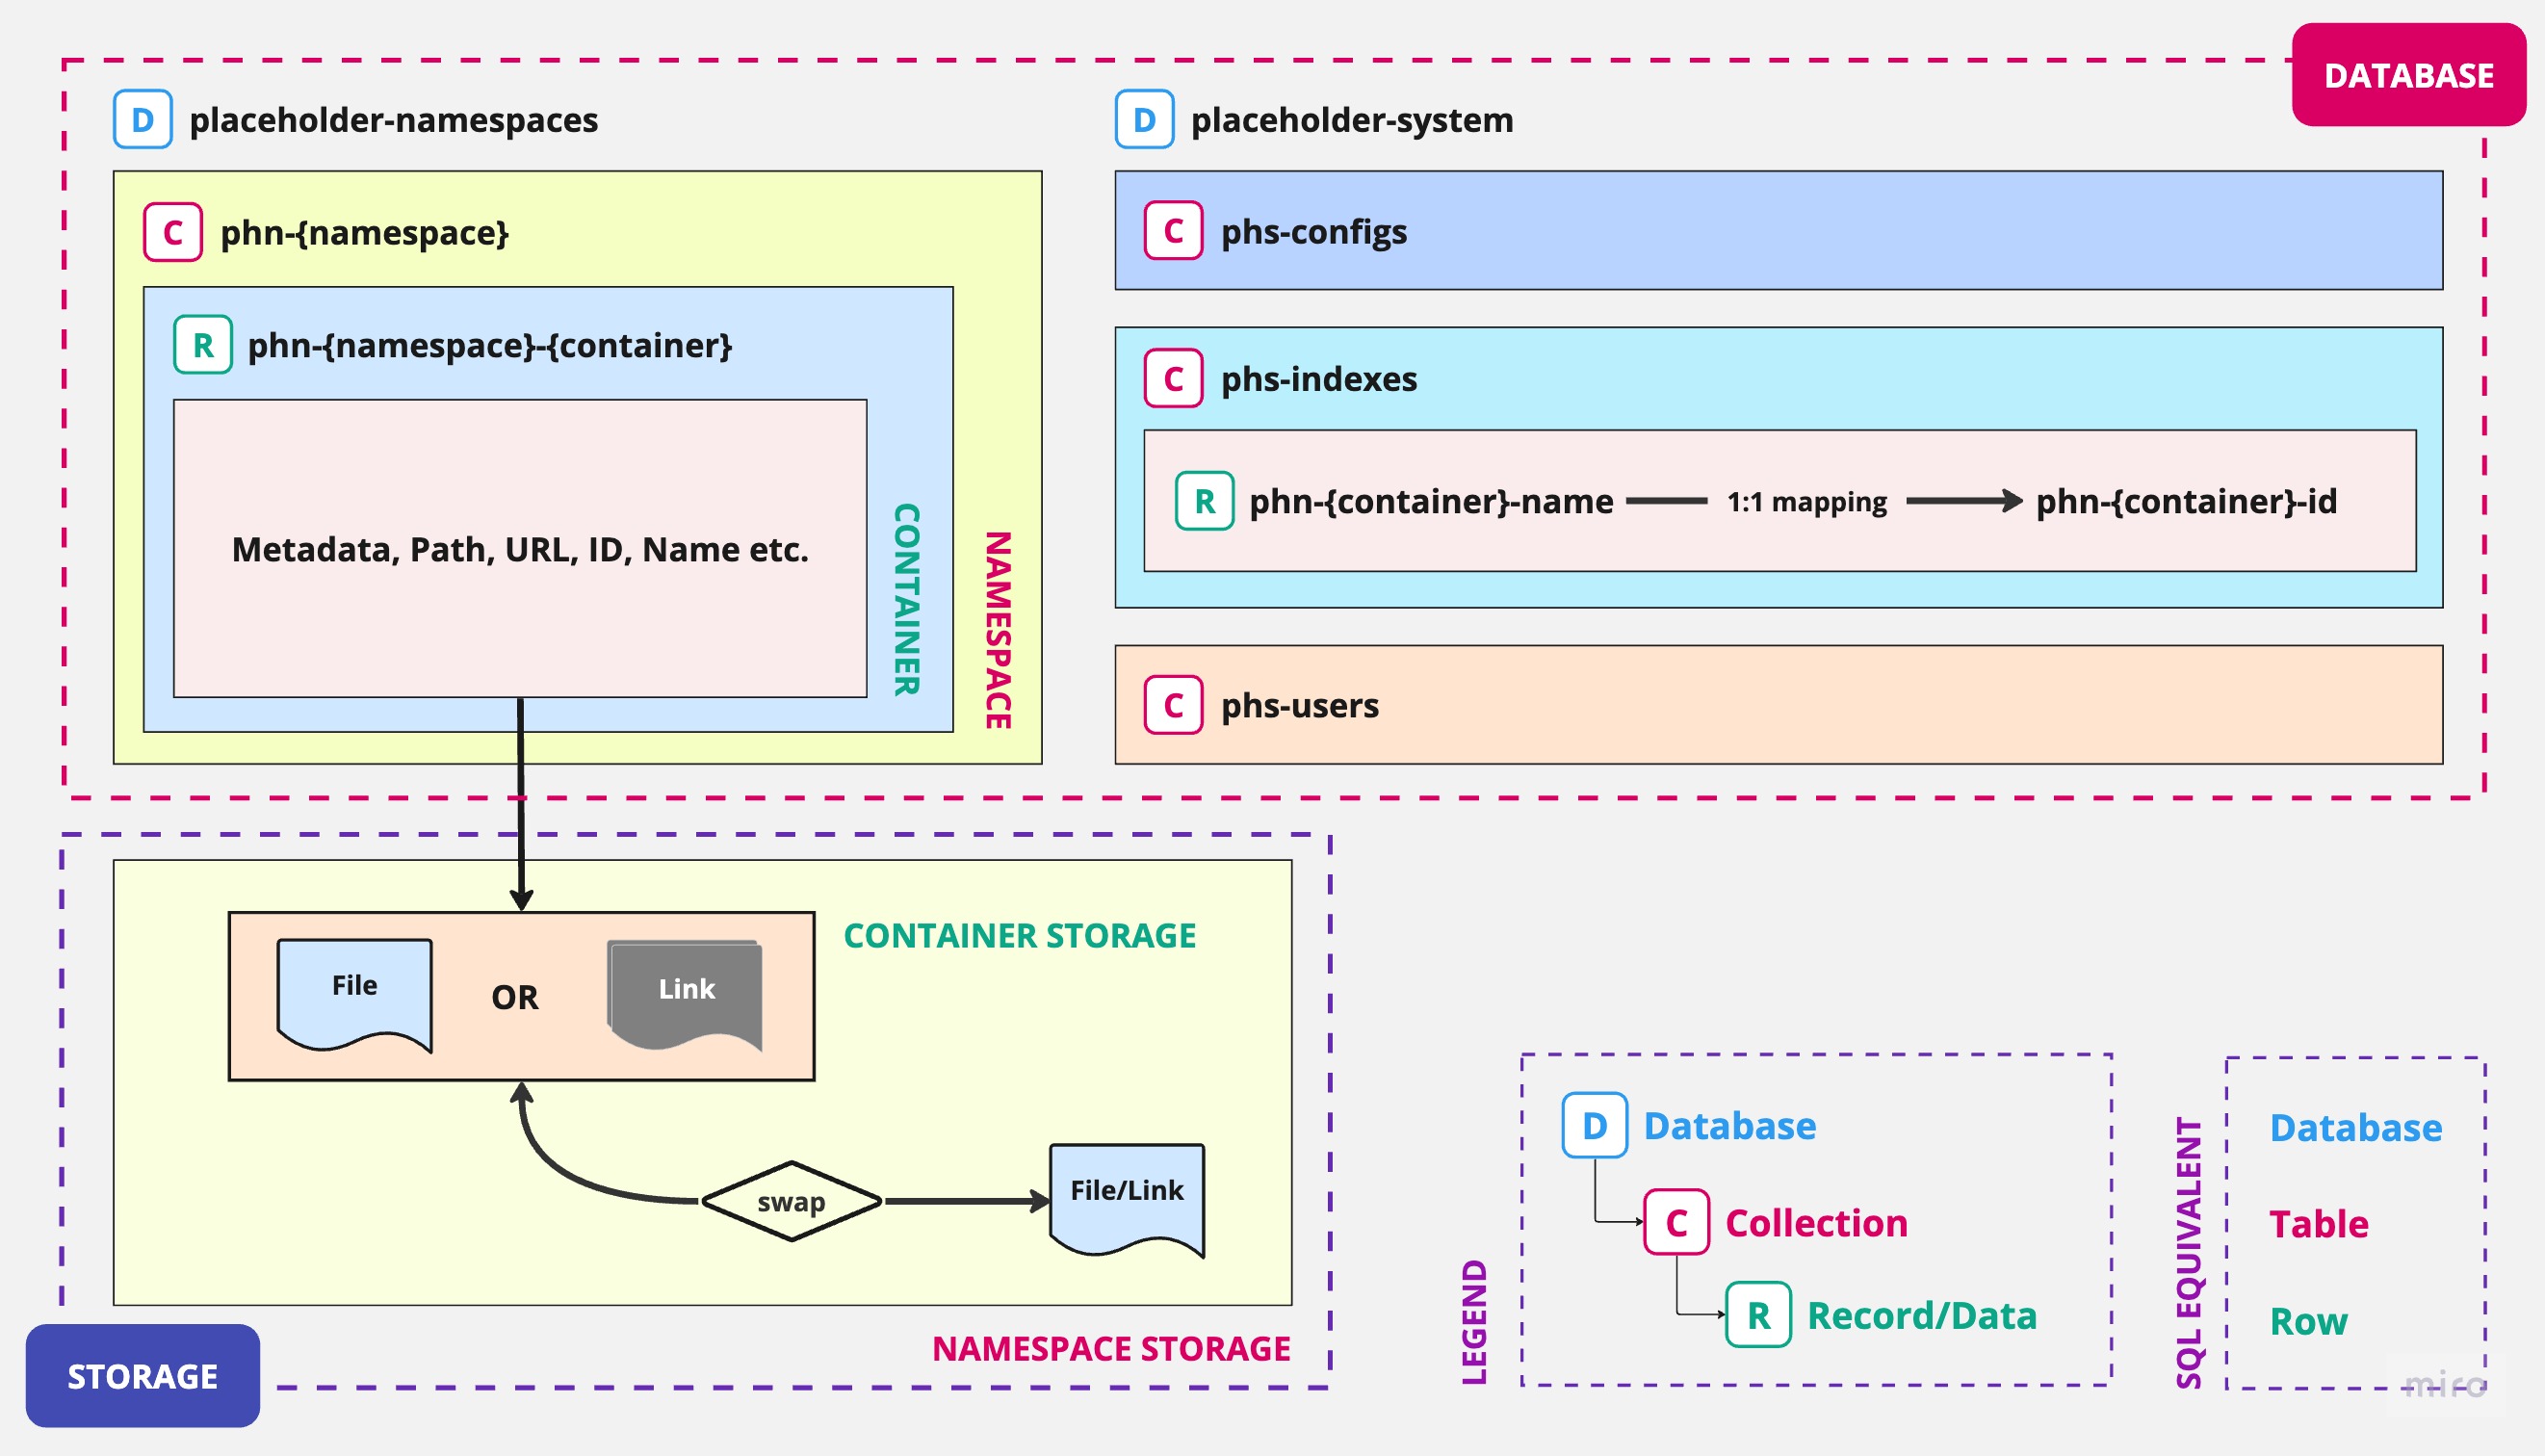 DATABASE
D placeholder-namespaces
C phn-{namespace}
R phn-{namespace}-{container}
Metadata, Path, URL, ID, Name etc.
CONTAINER
NAMESPACE
D placeholder-system
C phs-configs
C phs-indexes
R phn-{container}-name 1:1 mapping phn-{container}-id
C phs-users
CONTAINER STORAGE
File OR Link
swap
File/Link
NAMESPACE STORAGE
STORAGE
LEGEND
D Database
C Collection
R Record/Data
SQL EQUIVALENT
Database
Table
Row
miro